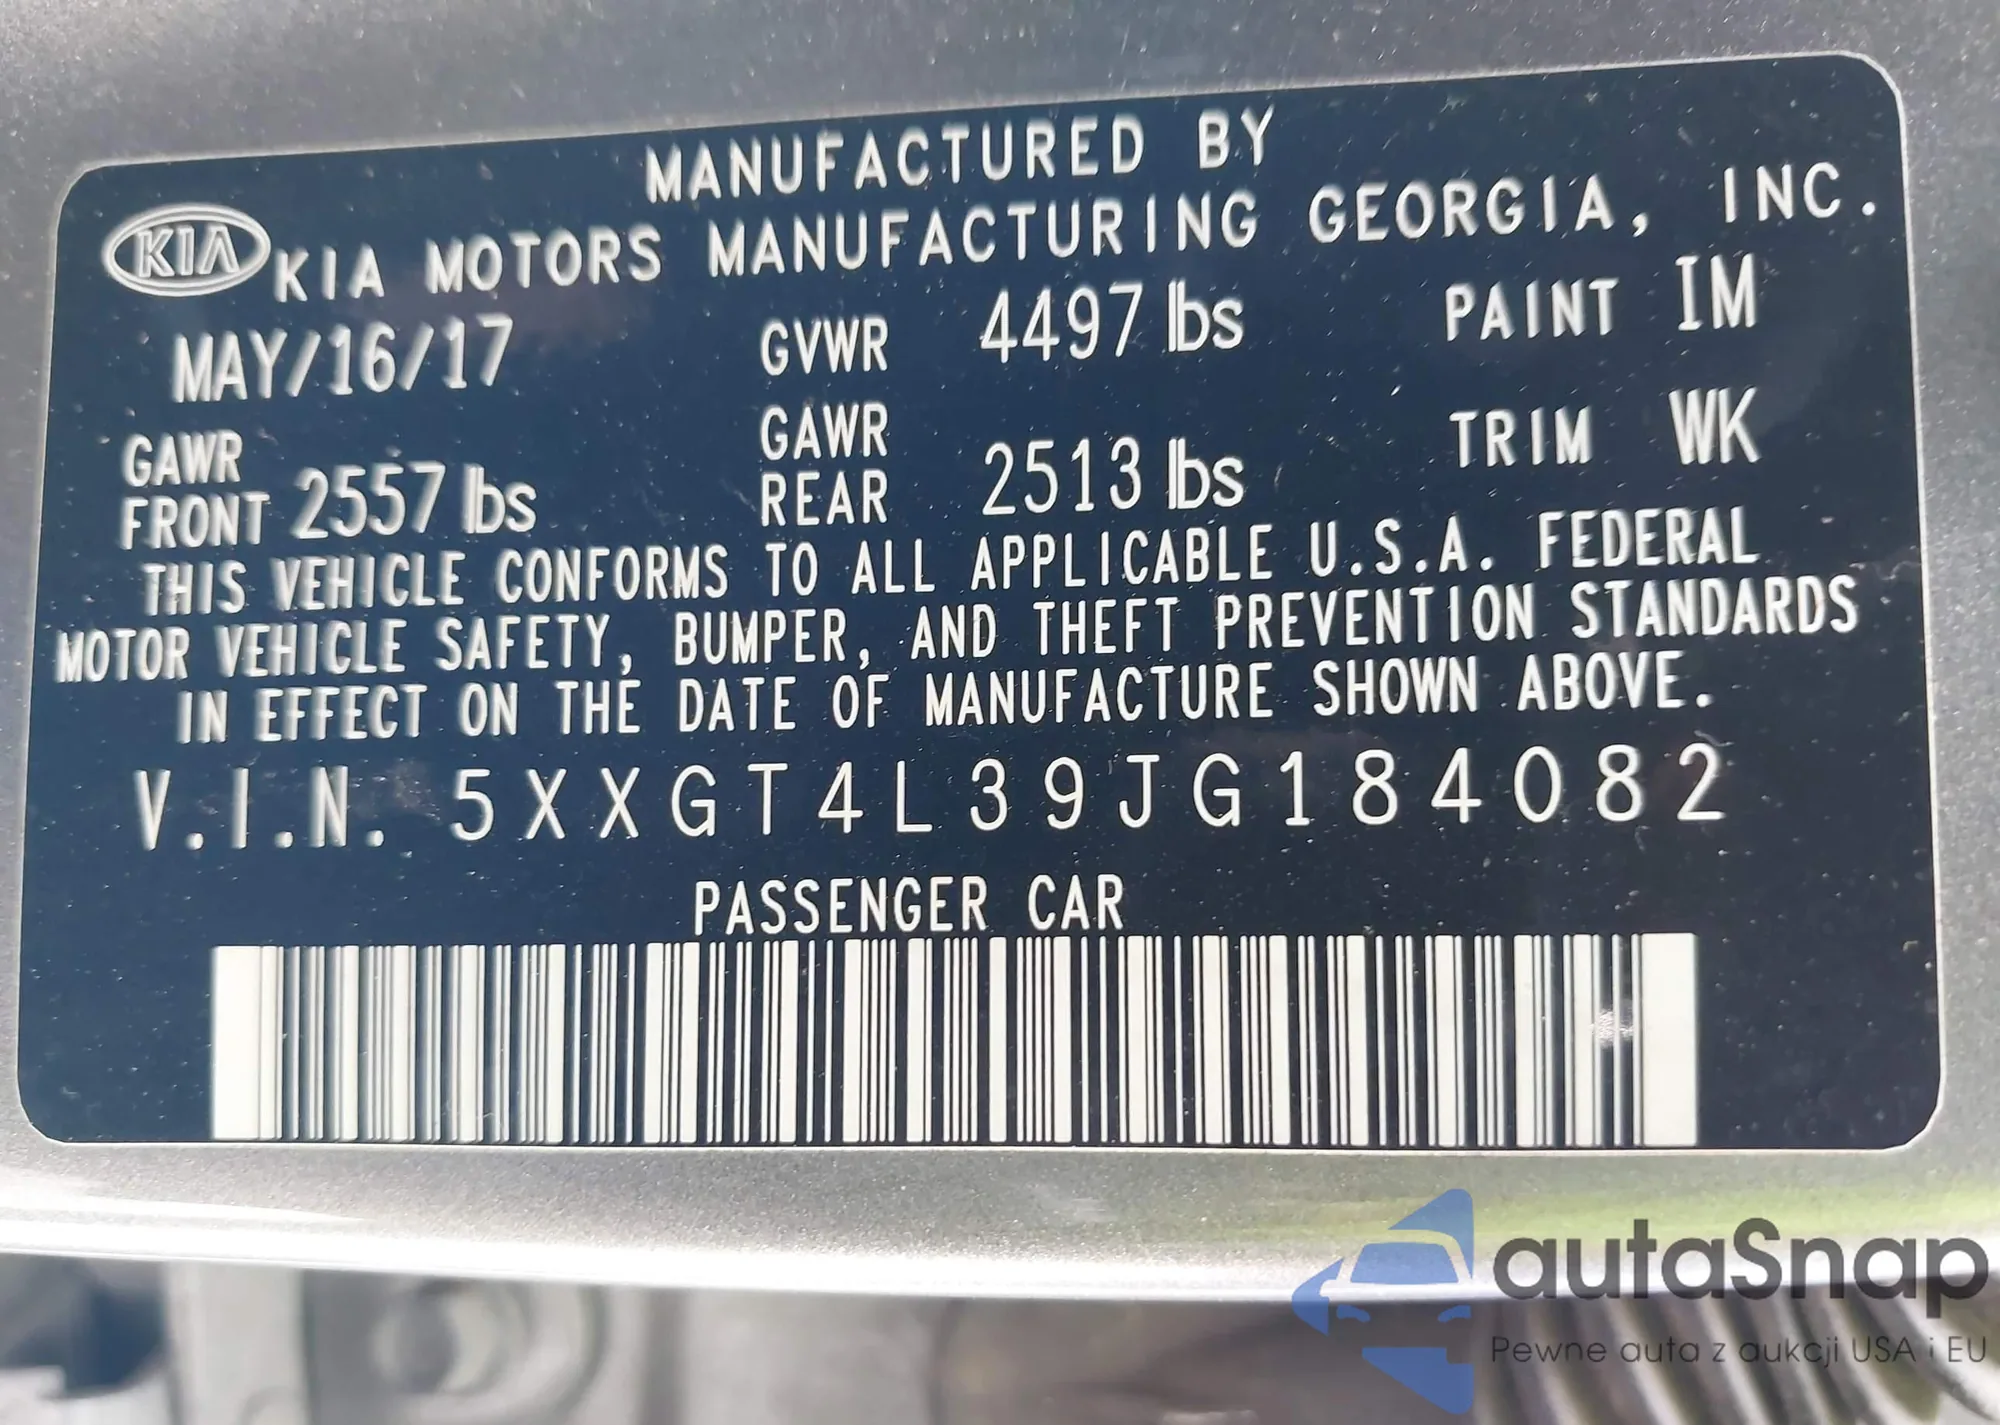 MANUFACTURED BY
KIA KIA MOTORS MANUFACTURING GEORGIA, INC.
MAY/16/17 GVWR 4497 lbs PAINT IM
GAWR FRONT 2557 lbs GAWR REAR 2513 lbs TRIM WK
THIS VEHICLE CONFORMS TO ALL APPLICABLE U.S.A. FEDERAL
MOTOR VEHICLE SAFETY, BUMPER, AND THEFT PREVENTION STANDARDS
IN EFFECT ON THE DATE OF MANUFACTURE SHOWN ABOVE.
V.I.N. 5XXGT4L39JG184082
PASSENGER CAR
autaSnap
Pewne auta z aukcji USA i EU